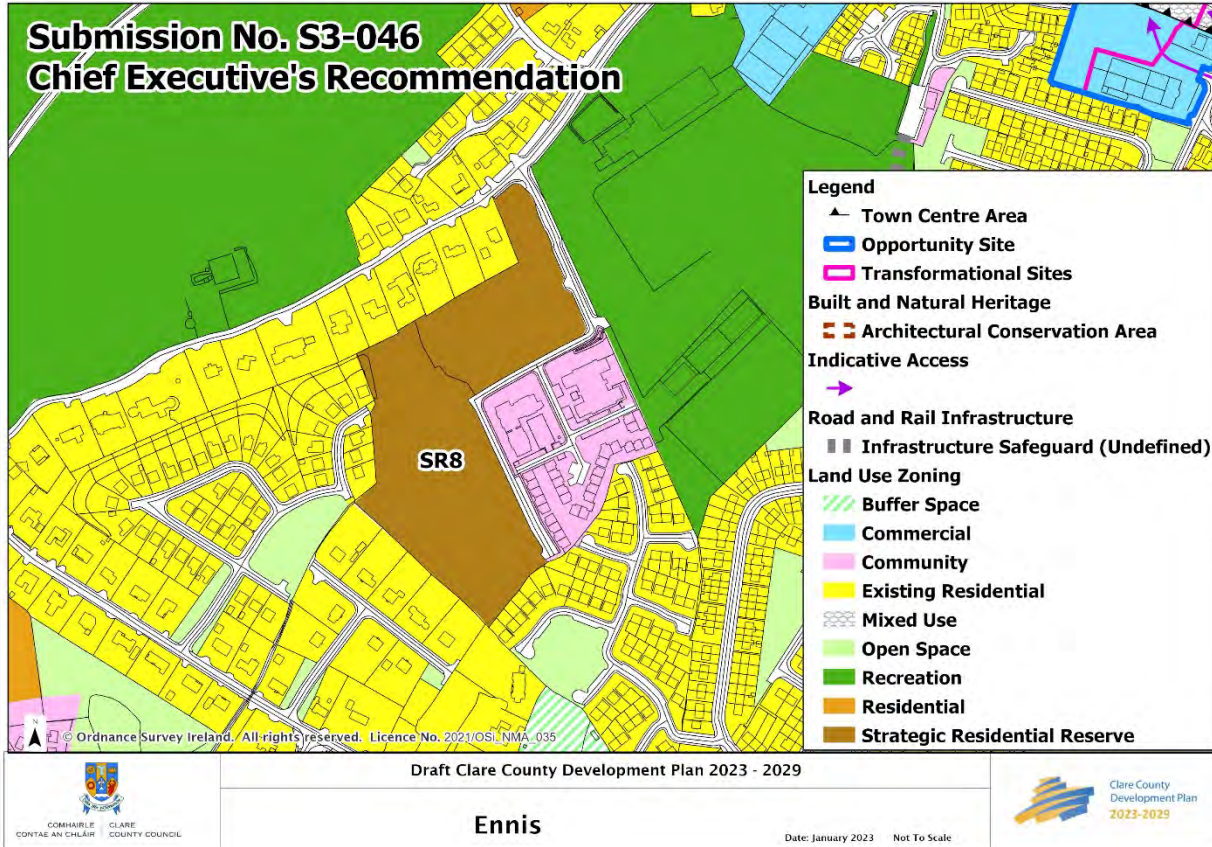 Submission No. S3-046
Chief Executive's Recommendation
SR8
Legend
Town Centre Area
Opportunity Site
Transformational Sites
Built and Natural Heritage
Architectural Conservation Area
Indicative Access
Road and Rail Infrastructure
Infrastructure Safeguard (Undefined)
Land Use Zoning
Buffer Space
Commercial
Community
Existing Residential
Mixed Use
Open Space
Recreation
Residential
Strategic Residential Reserve
N
© Ordnance Survey Ireland. All rights reserved. Licence No. 2021/OSi_NMA_035
COMHAIRLE CONTAE AN CHLÁIR
CLARE COUNTY COUNCIL
Draft Clare County Development Plan 2023 - 2029
Ennis
Date: January 2023 Not To Scale
Clare County
Development Plan
2023-2029